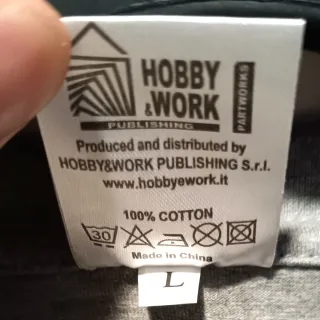 HOBBY
&WORK
PUBLISHING
PARTWORKS
Produced and distributed by
HOBBY&WORK PUBLISHING S.r.l.
www.hobbyework.it
100% COTTON
30
Made in China
L